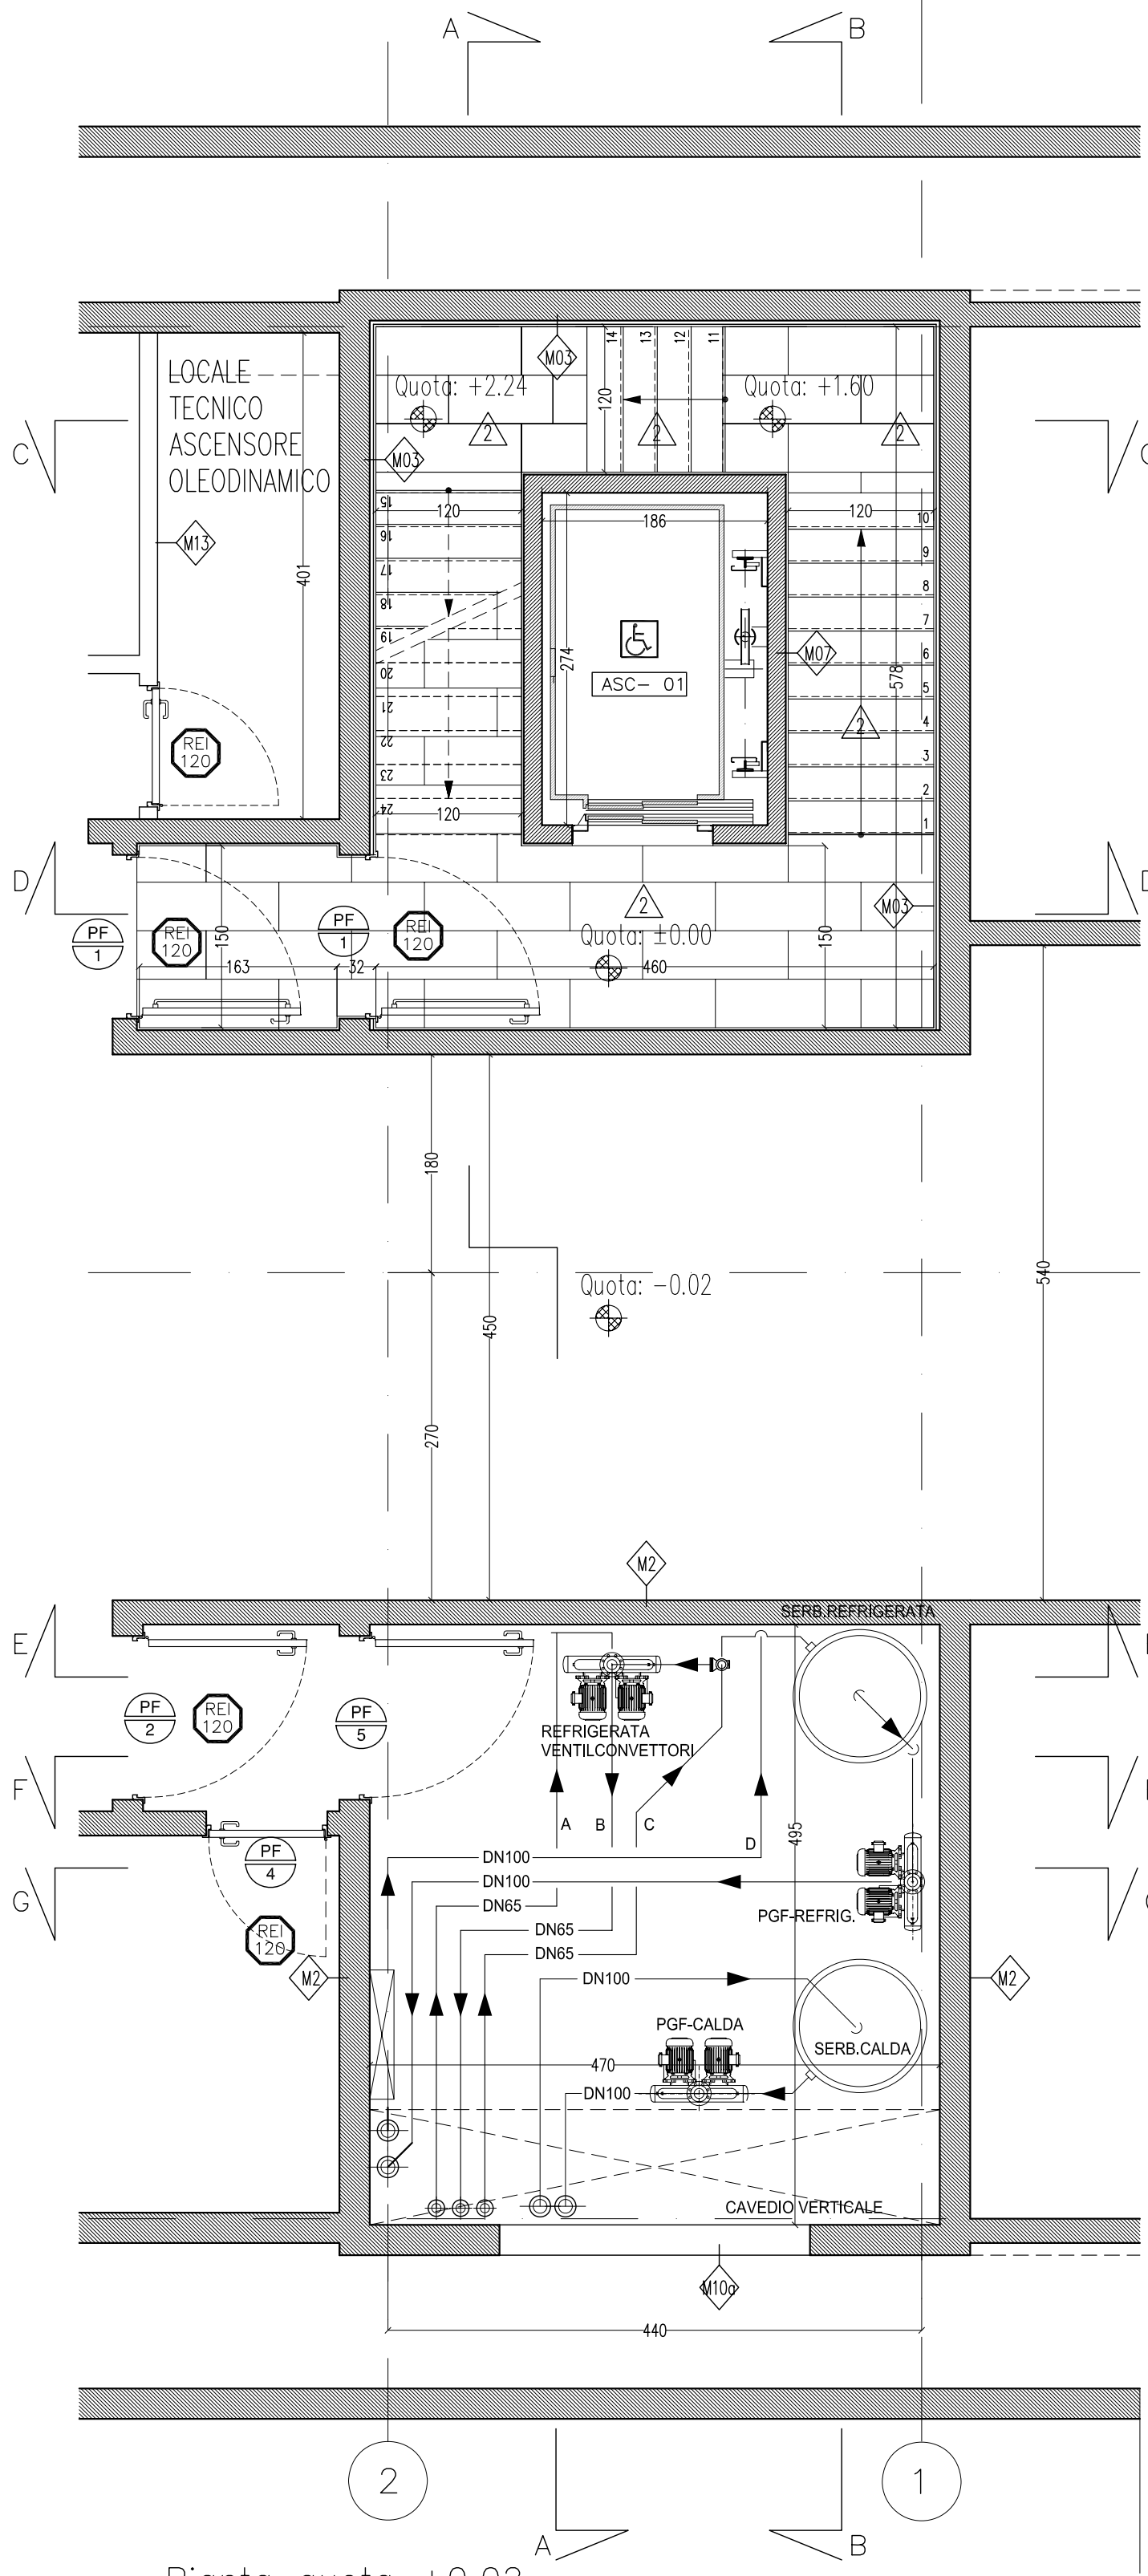 A
B
LOCALE
TECNICO
ASCENSORE
OLEODINAMICO
M03
14
13
12
11
Quota: +2.24
Quota: +1.60
120
2
2
2
C
M03
M13
401
15
16
17
18
19
20
21
22
23
24
120
120
186
274
ASC- 01
120
10
9
8
7
6
5
4
3
2
1
M07
578
2
REI
120
D
PF
1
REI
120
150
PF
1
REI
120
2
Quota: ±0.00
150
M03
163
32
460
180
450
270
540
Quota: -0.02
M2
SERB.REFRIGERATA
E
PF
2
REI
120
PF
5
REFRIGERATA
VENTILCONVETTORI
F
A
B
C
D
495
PF
4
G
DN100
DN100
DN65
DN65
DN65
DN100
PGF-REFRIG.
REI
120
M2
M2
PGF-CALDA
SERB.CALDA
470
DN100
CAVEDIO VERTICALE
M10a
440
2
1
A
B